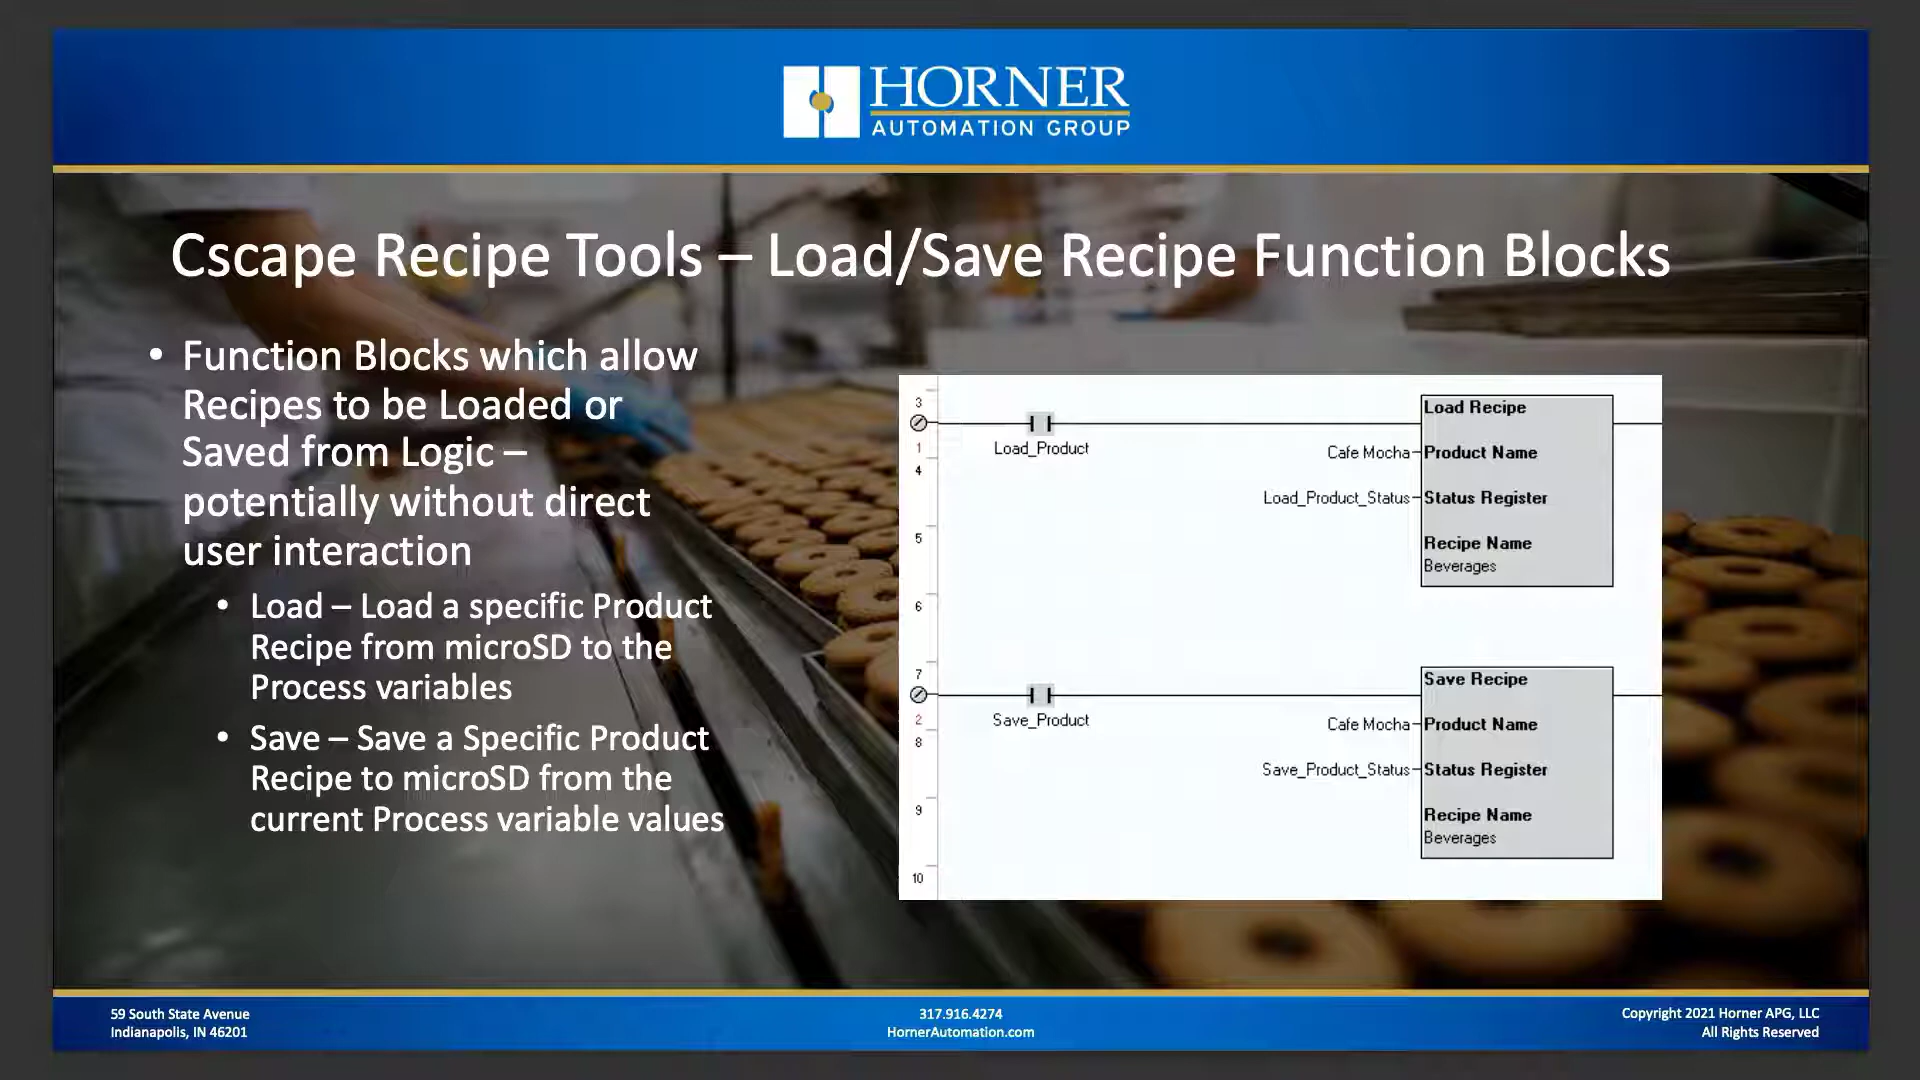 HORNER
AUTOMATION GROUP
Cscape Recipe Tools – Load/Save Recipe Function Blocks
• Function Blocks which allow
Recipes to be Loaded or
Saved from Logic –
potentially without direct
user interaction
• Load – Load a specific Product
Recipe from microSD to the
Process variables
• Save – Save a Specific Product
Recipe to microSD from the
current Process variable values
3
1
4
5
6
7
2
8
9
10
Load_Product
Load Recipe
Cafe Mocha Product Name
Load_Product_Status Status Register
Recipe Name
Beverages
Save_Product
Save Recipe
Cafe Mocha Product Name
Save_Product_Status Status Register
Recipe Name
Beverages
59 South State Avenue
Indianapolis, IN 46201
317.916.4274
HornerAutomation.com
Copyright 2021 Horner APG, LLC
All Rights Reserved